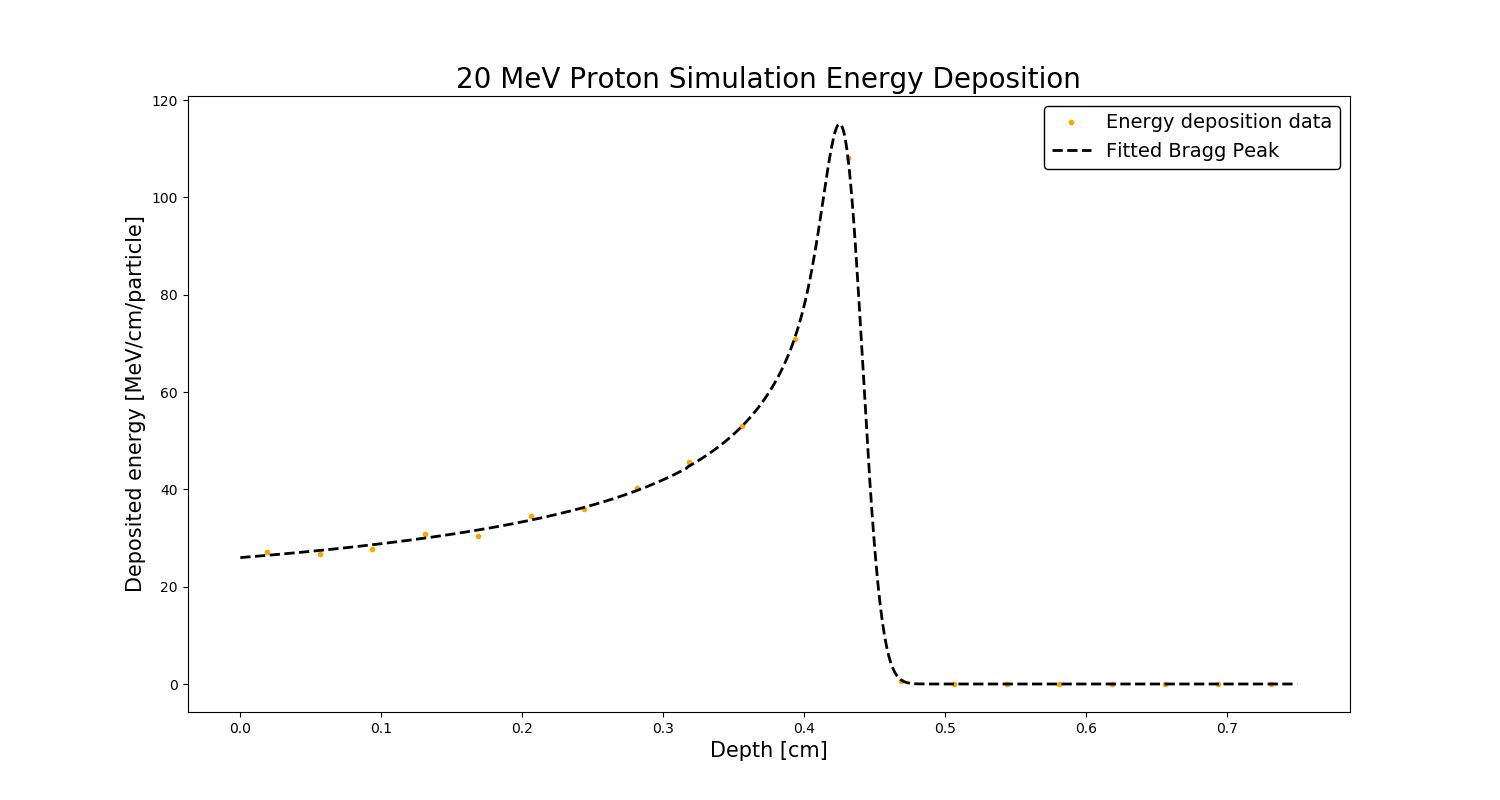 20 MeV Proton Simulation Energy Deposition
Energy deposition data
Fitted Bragg Peak
Deposited energy [MeV/cm/particle]
120
100
80
60
40
20
0
0.0 0.1 0.2 0.3 0.4 0.5 0.6 0.7
Depth [cm]